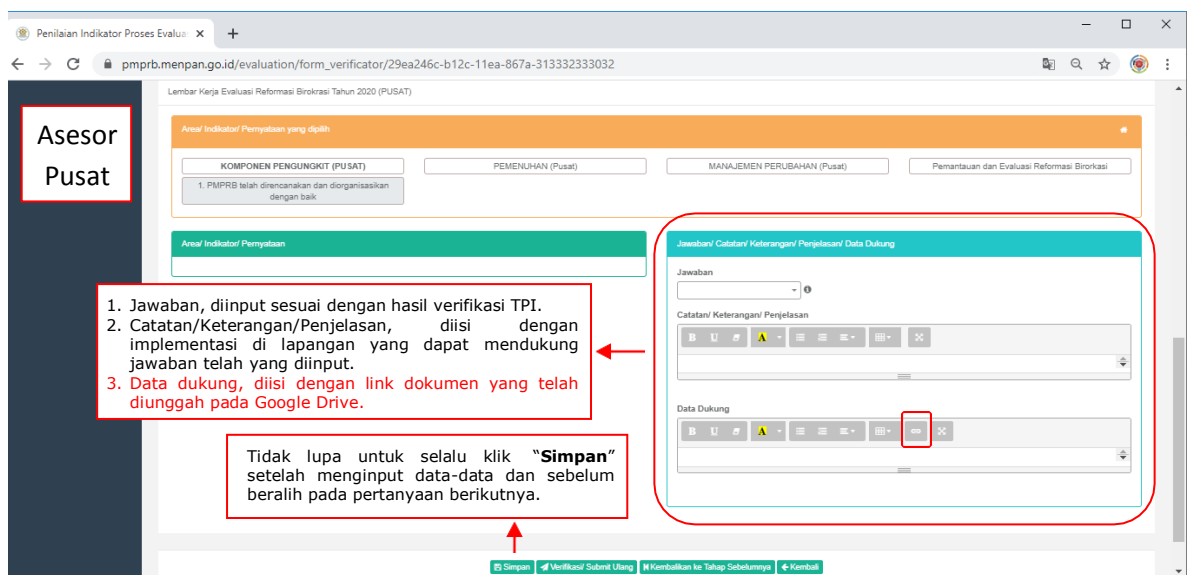 Penilaian Indikator Proses Evalua
pmprb.menpan.go.id/evaluation/form_verificator/29ea246c-b12c-11ea-867a-313332333032
Lembar Kerja Evaluasi Reformasi Birokrasi Tahun 2020 (PUSAT)
Asesor
Pusat
Area/ Indikator/ Pernyataan yang dipilih
KOMPONEN PENGUNGKIT (PUSAT)
PEMENUHAN (Pusat)
MANAJEMEN PERUBAHAN (Pusat)
Pemantauan dan Evaluasi Reformasi Birorkasi
1. PMPRB telah direncanakan dan diorganisasikan
dengan baik
Area/ Indikator/ Pernyataan
Jawaban/ Catatan/ Keterangan/ Penjelasan/ Data Dukung
Jawaban
Catatan/ Keterangan/ Penjelasan
B U A
Data Dukung
B U A
1. Jawaban, diinput sesuai dengan hasil verifikasi TPI.
2. Catatan/Keterangan/Penjelasan, diisi dengan
implementasi di lapangan yang dapat mendukung
jawaban telah yang diinput.
3. Data dukung, diisi dengan link dokumen yang telah
diunggah pada Google Drive.
Tidak lupa untuk selalu klik “Simpan”
setelah menginput data-data dan sebelum
beralih pada pertanyaan berikutnya.
Simpan
Verifikasi/ Submit Ulang
Kembalikan ke Tahap Sebelumnya
Kembali